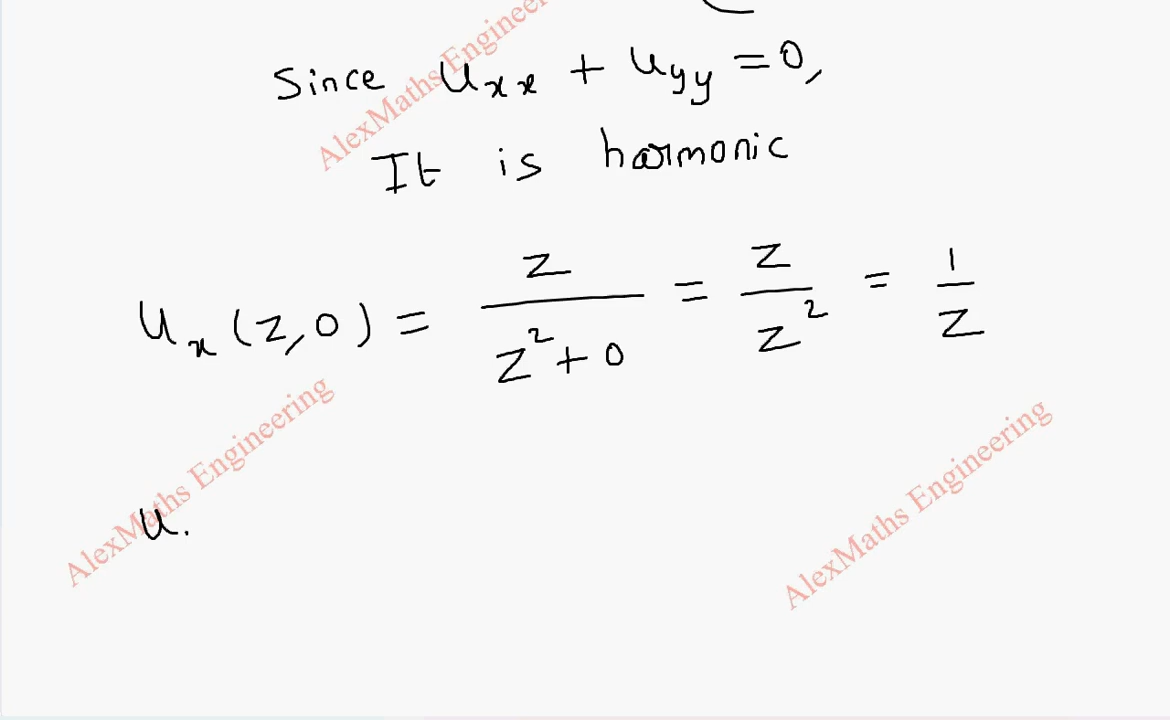 Since u_xx + u_yy = 0,
It is harmonic
u_x (z,0) = z / (z² + 0) = z / z² = 1 / z
u.
AlexMaths Engineering
AlexMaths Engineering
AlexMaths Engineering